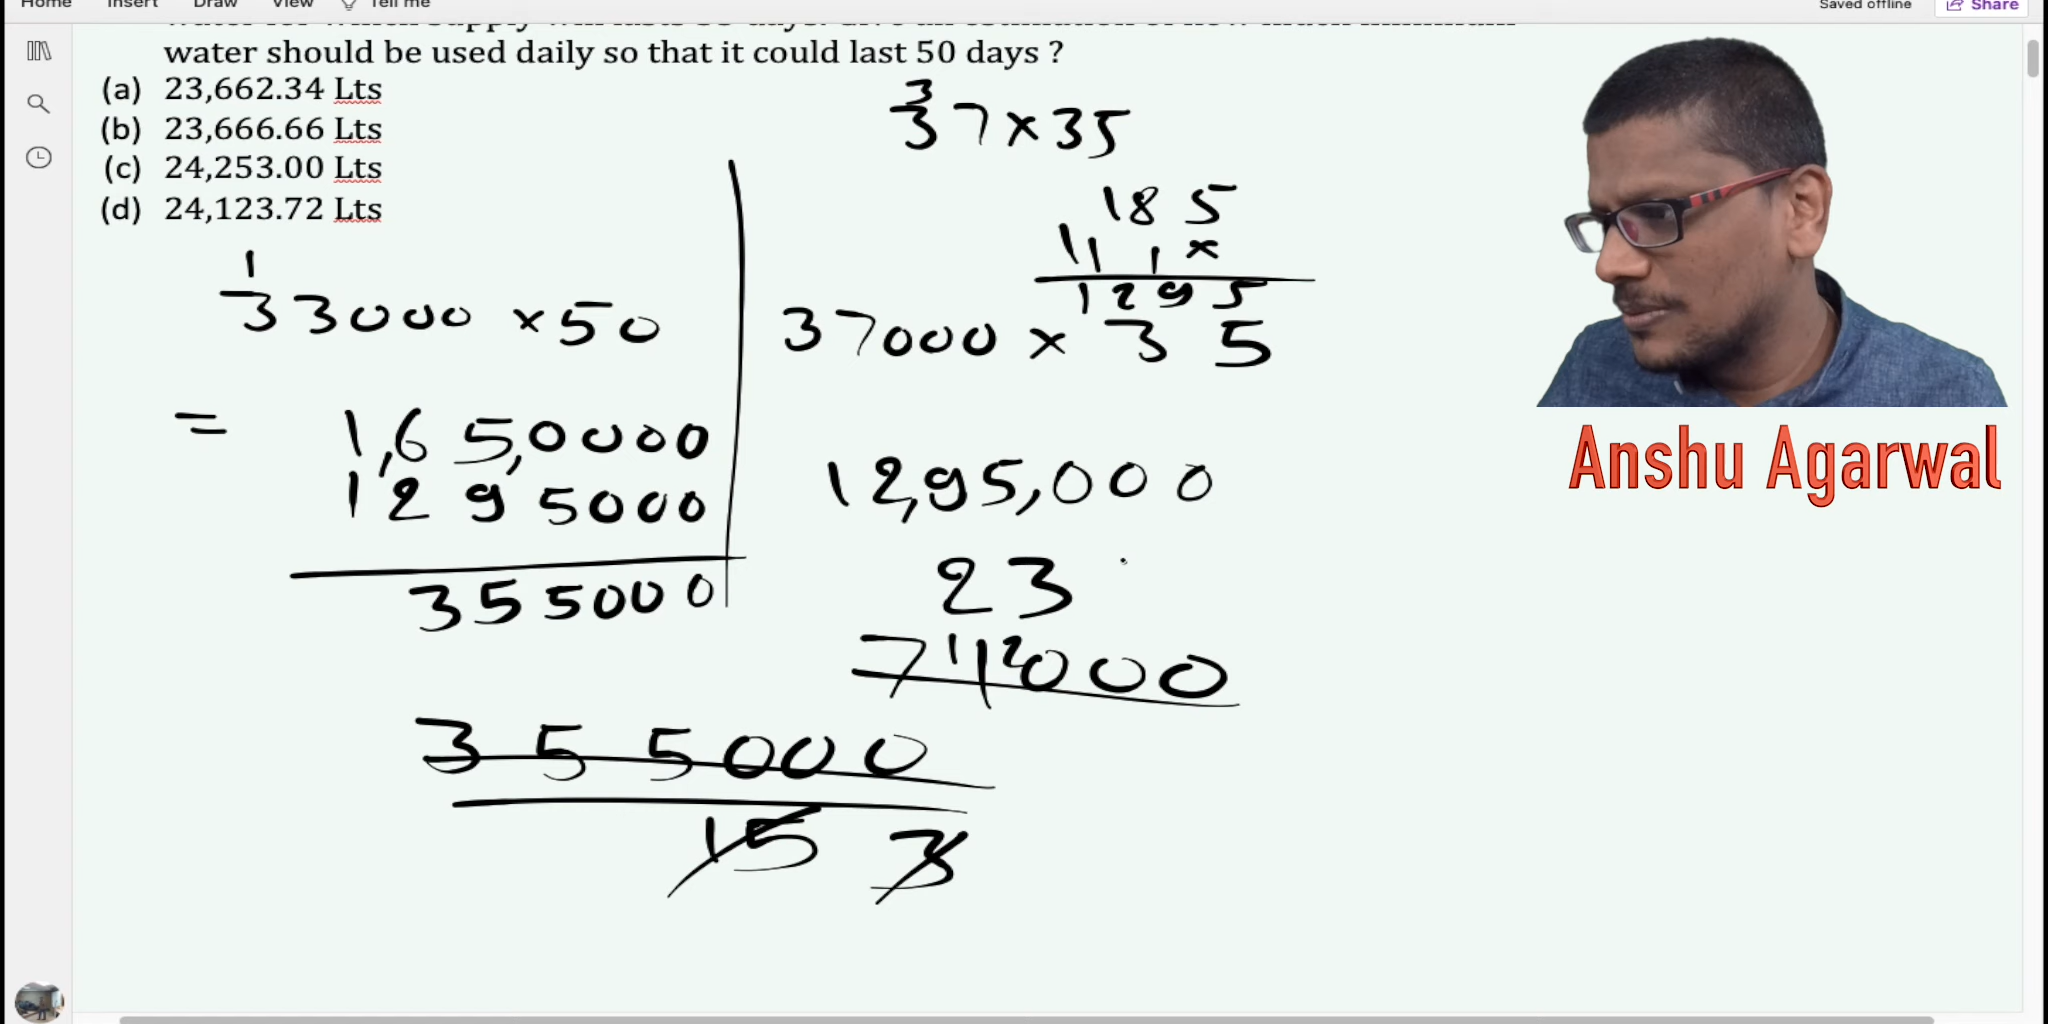 Home Insert Draw View Tell me Saved offline Share
water should be used daily so that it could last 50 days ?
(a) 23,662.34 Lts
(b) 23,666.66 Lts
(c) 24,253.00 Lts
(d) 24,123.72 Lts
3
37×35
185
111×
1295
1
33000 ×50
37000 × 35
= 1,65,0000
1295000
355000
12,95,000
23
355000
15 3
Anshu Agarwal